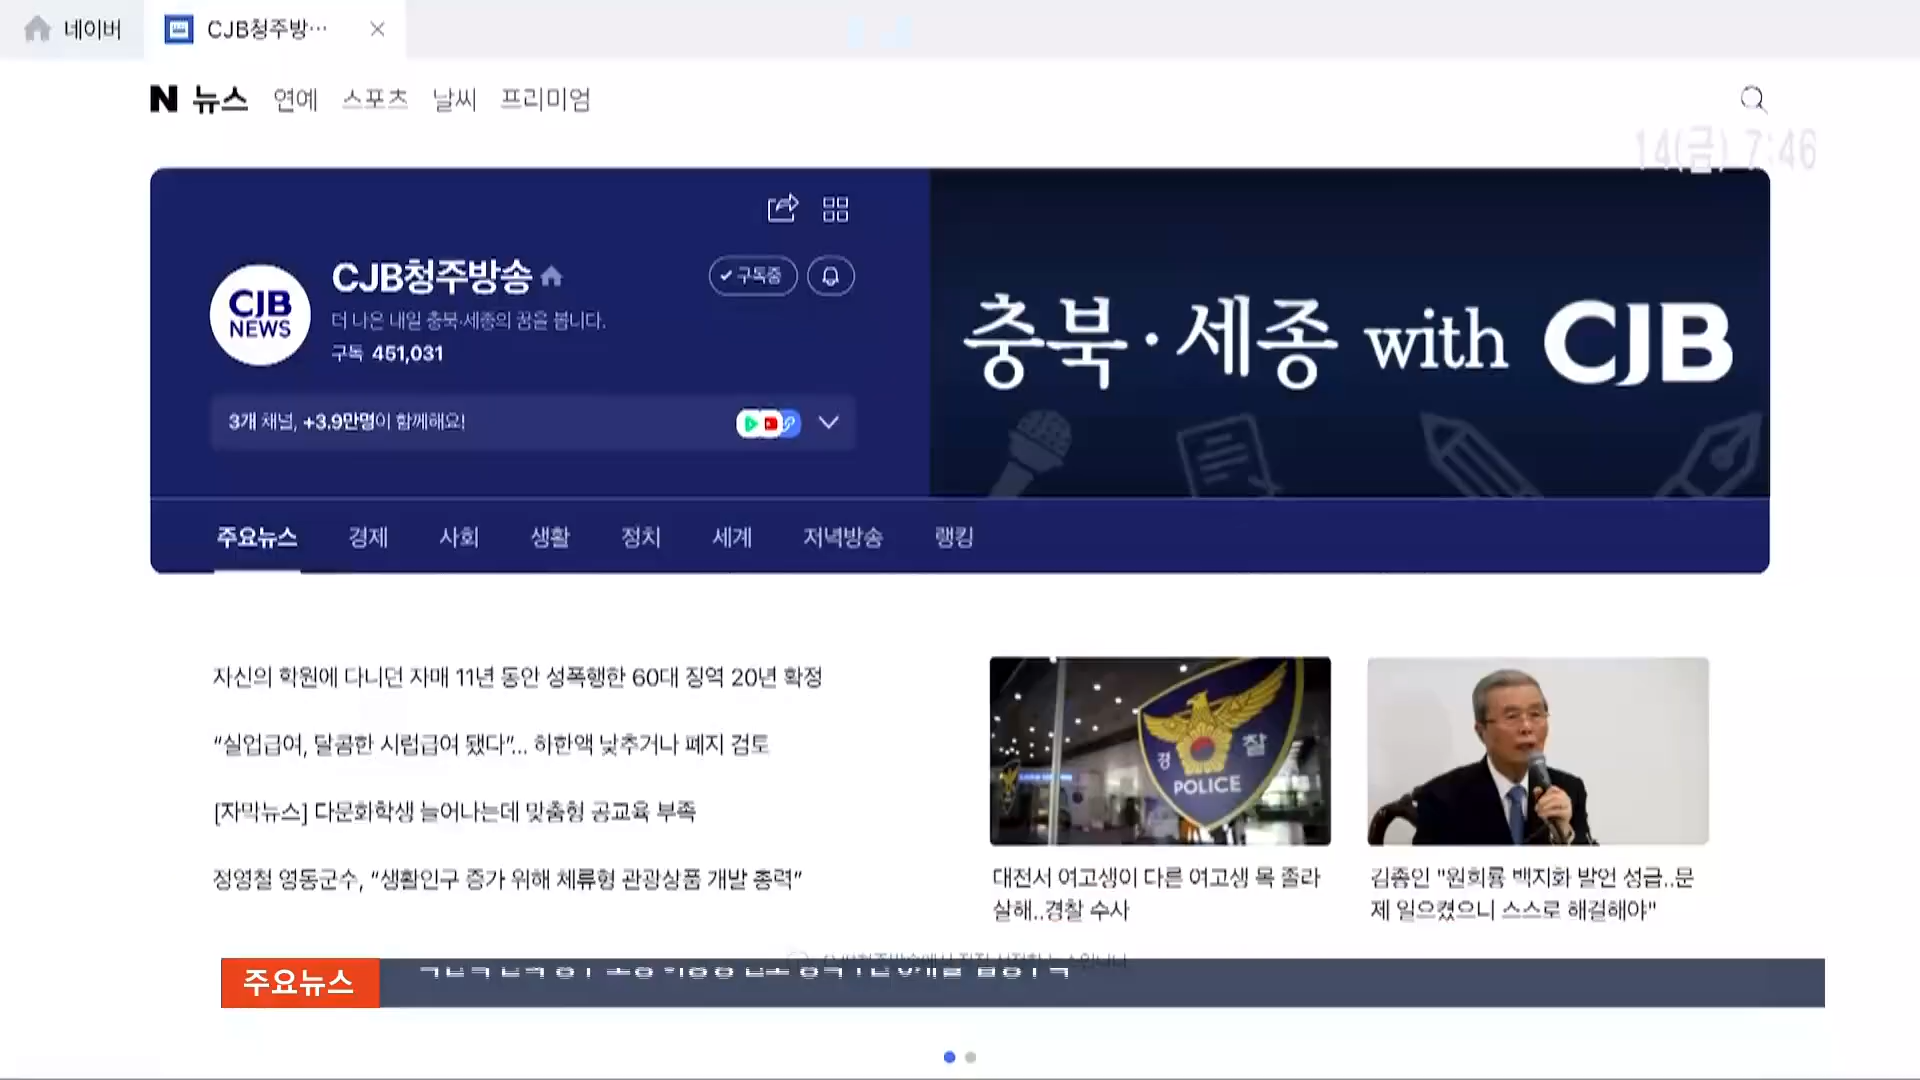 네이버
CJB청주방…
N 뉴스 연예 스포츠 날씨 프리미엄
14(금) 7:46
CJB NEWS
CJB청주방송
구독중
더 나은 내일 충북·세종의 꿈을 봅니다.
구독 451,031
3개 채널, +3.9만명이 함께해요!
충북·세종 with CJB
주요뉴스 경제 사회 생활 정치 세계 저녁방송 랭킹
자신의 학원에 다니던 자매 11년 동안 성폭행한 60대 징역 20년 확정
“실업급여, 달콤한 시럽급여 됐다”... 하한액 낮추거나 폐지 검토
[자막뉴스] 다문화학생 늘어나는데 맞춤형 공교육 부족
정영철 영동군수, “생활인구 증가 위해 체류형 관광상품 개발 총력”
경찰
POLICE
대전서 여고생이 다른 여고생 목 졸라
살해..경찰 수사
김종인 "원희룡 백지화 발언 성급..문
제 일으켰으니 스스로 해결해야"
주요뉴스